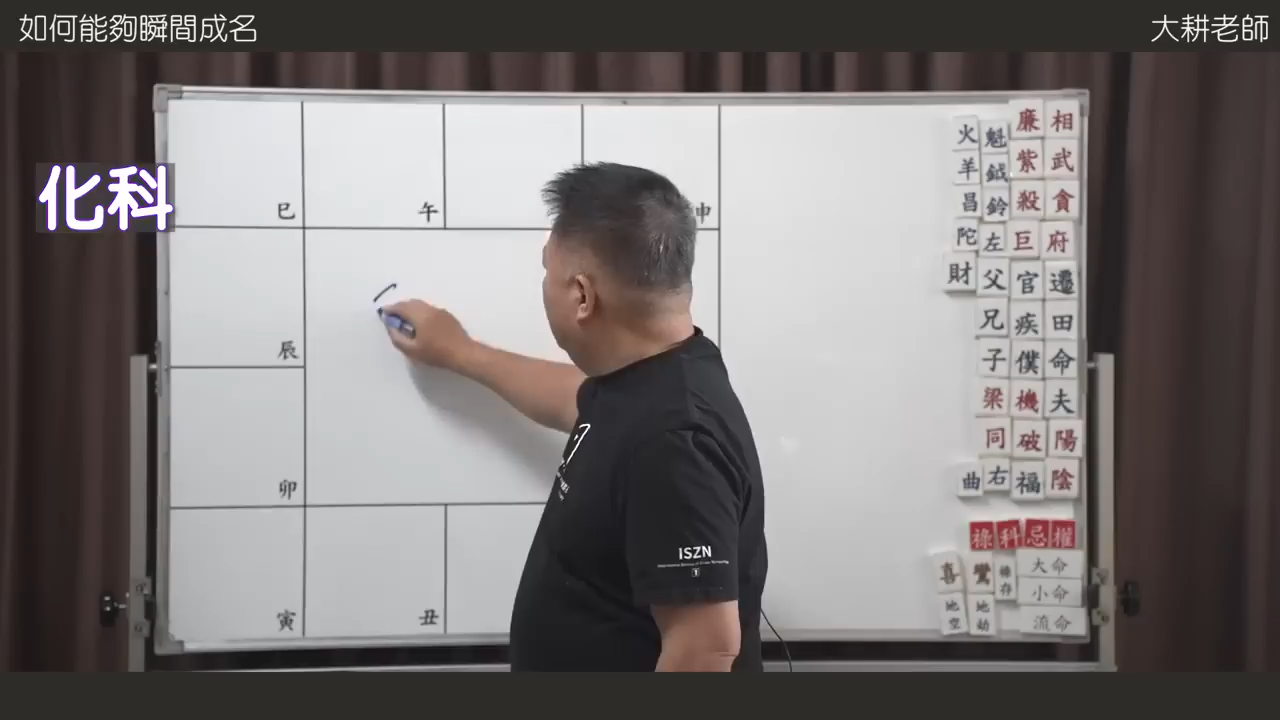 如何能夠瞬間成名
大耕老師
化科
巳
午
申
辰
卯
寅
丑
火 魁 廉 相
羊 鉞 紫 武
昌 鈴 殺 貪
陀 左 巨 府
財 父 官 遷
兄 疾 田
子 僕 命
梁 機 夫
同 破 陽
曲 右 福 陰
祿 科 忌 權
喜 鸞 祿存 大命
小命
地空 地劫 流命
ISZN